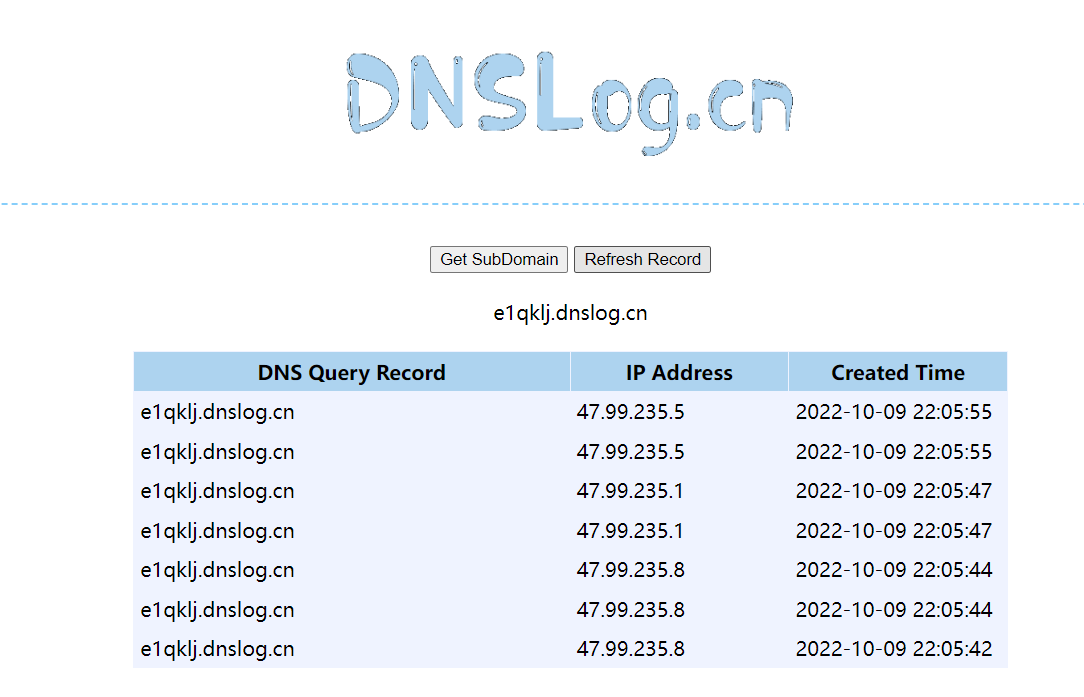 DNSLog.cn
Get SubDomain Refresh Record
e1qklj.dnslog.cn
DNS Query Record IP Address Created Time
e1qklj.dnslog.cn 47.99.235.5 2022-10-09 22:05:55
e1qklj.dnslog.cn 47.99.235.5 2022-10-09 22:05:55
e1qklj.dnslog.cn 47.99.235.1 2022-10-09 22:05:47
e1qklj.dnslog.cn 47.99.235.1 2022-10-09 22:05:47
e1qklj.dnslog.cn 47.99.235.8 2022-10-09 22:05:44
e1qklj.dnslog.cn 47.99.235.8 2022-10-09 22:05:44
e1qklj.dnslog.cn 47.99.235.8 2022-10-09 22:05:42